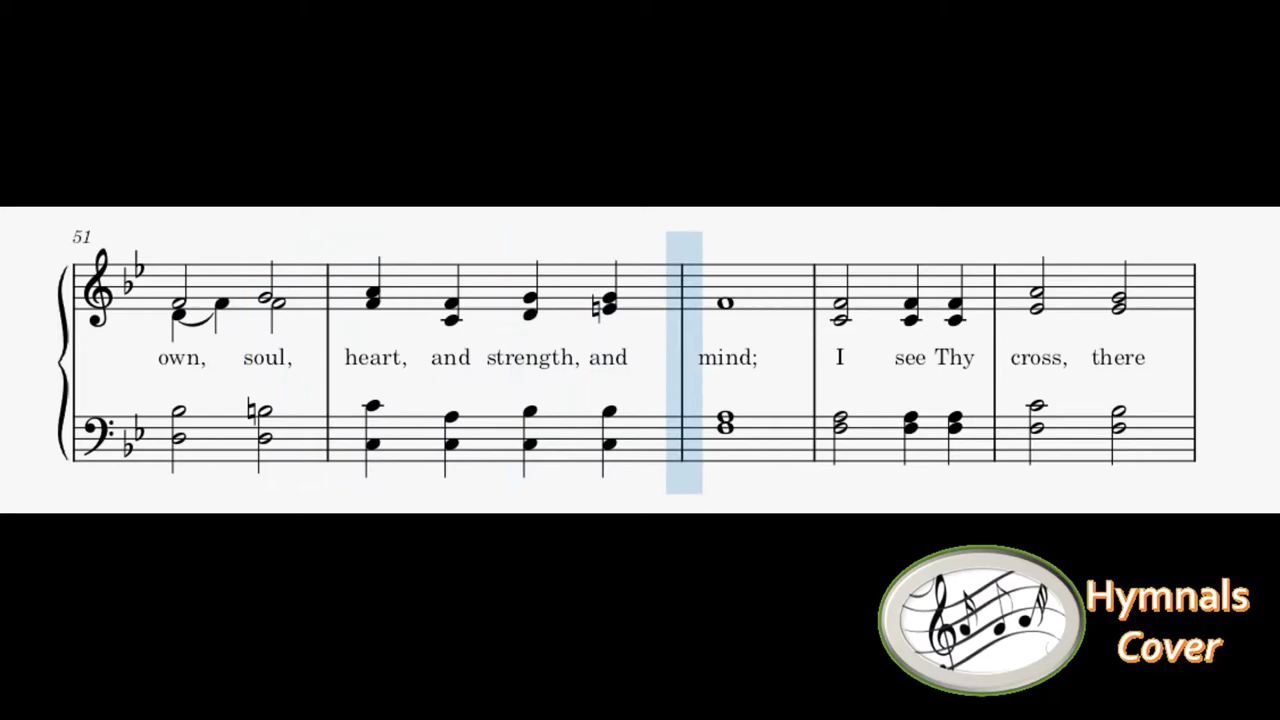 51
own, soul, heart, and strength, and mind; I see Thy cross, there
Hymnals
Cover